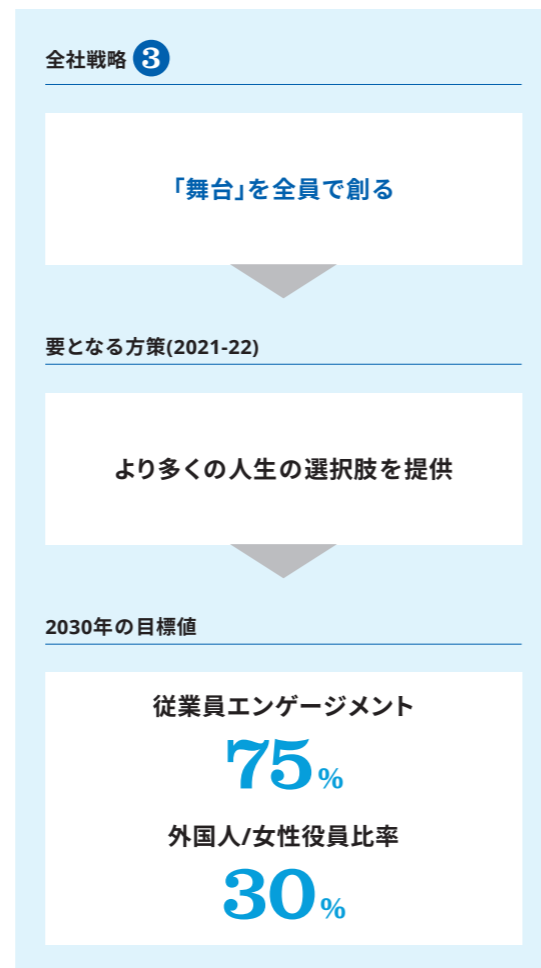 全社戦略 3
「舞台」を全員で創る
要となる方策(2021-22)
より多くの人生の選択肢を提供
2030年の目標値
従業員エンゲージメント
75%
外国人/女性役員比率
30%